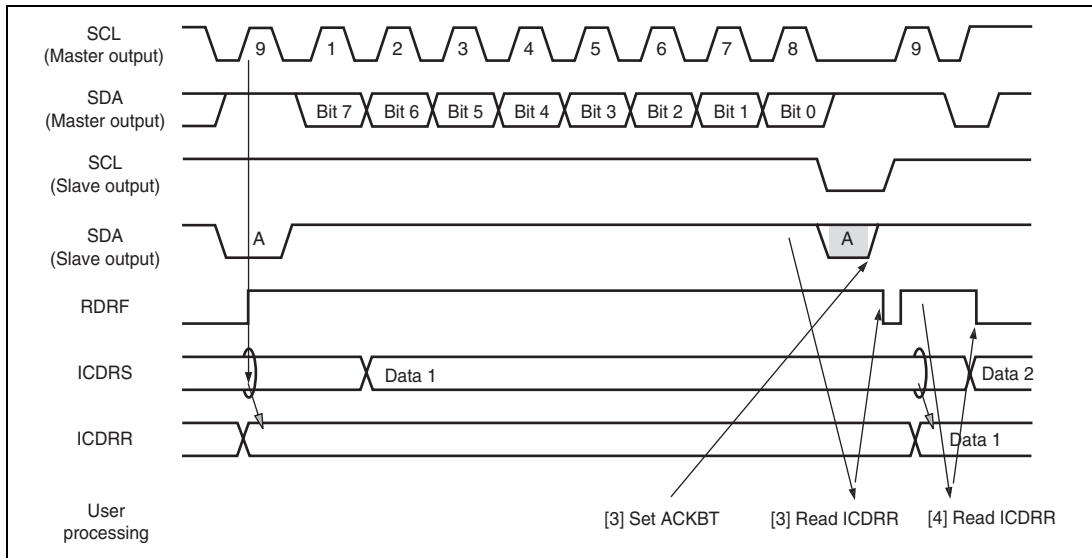 SCL
(Master output)
9 1 2 3 4 5 6 7 8 9
SDA
(Master output)
Bit 7 Bit 6 Bit 5 Bit 4 Bit 3 Bit 2 Bit 1 Bit 0
SCL
(Slave output)
SDA
(Slave output)
A A
RDRF
ICDRS
Data 1 Data 2
ICDRR
Data 1
User
processing
[3] Set ACKBT [3] Read ICDRR [4] Read ICDRR